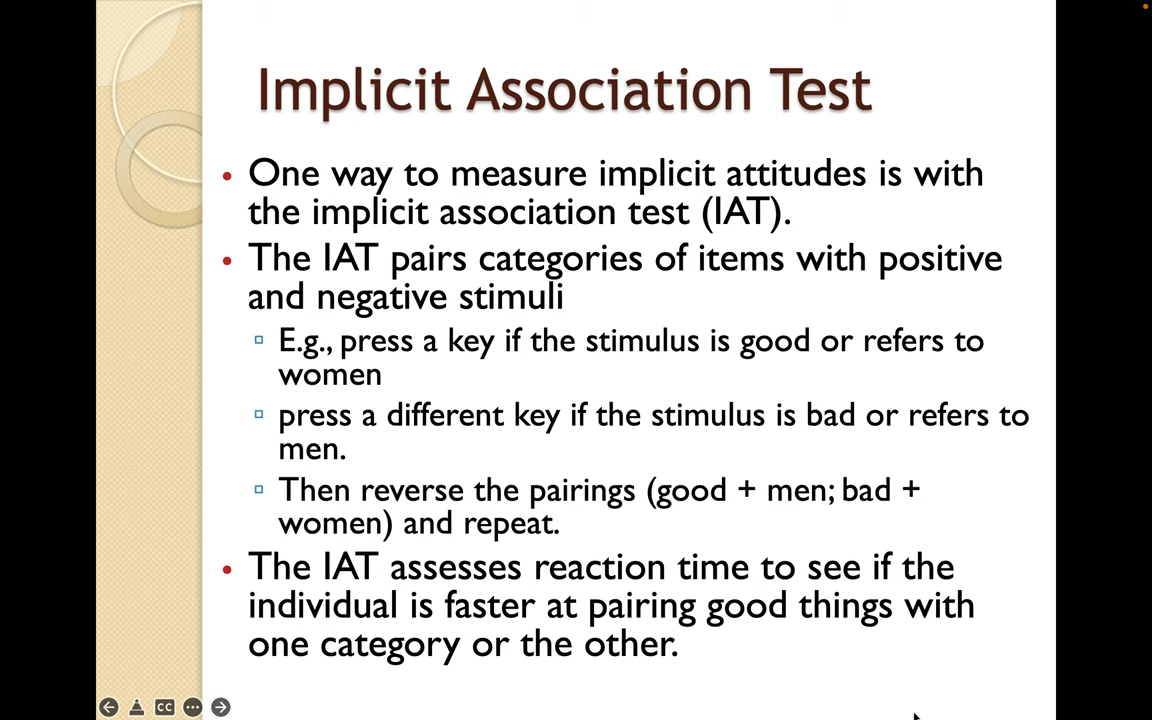 Implicit Association Test
• One way to measure implicit attitudes is with
the implicit association test (IAT).
• The IAT pairs categories of items with positive
and negative stimuli
▫ E.g., press a key if the stimulus is good or refers to
women
▫ press a different key if the stimulus is bad or refers to
men.
▫ Then reverse the pairings (good + men; bad +
women) and repeat.
• The IAT assesses reaction time to see if the
individual is faster at pairing good things with
one category or the other.
CC